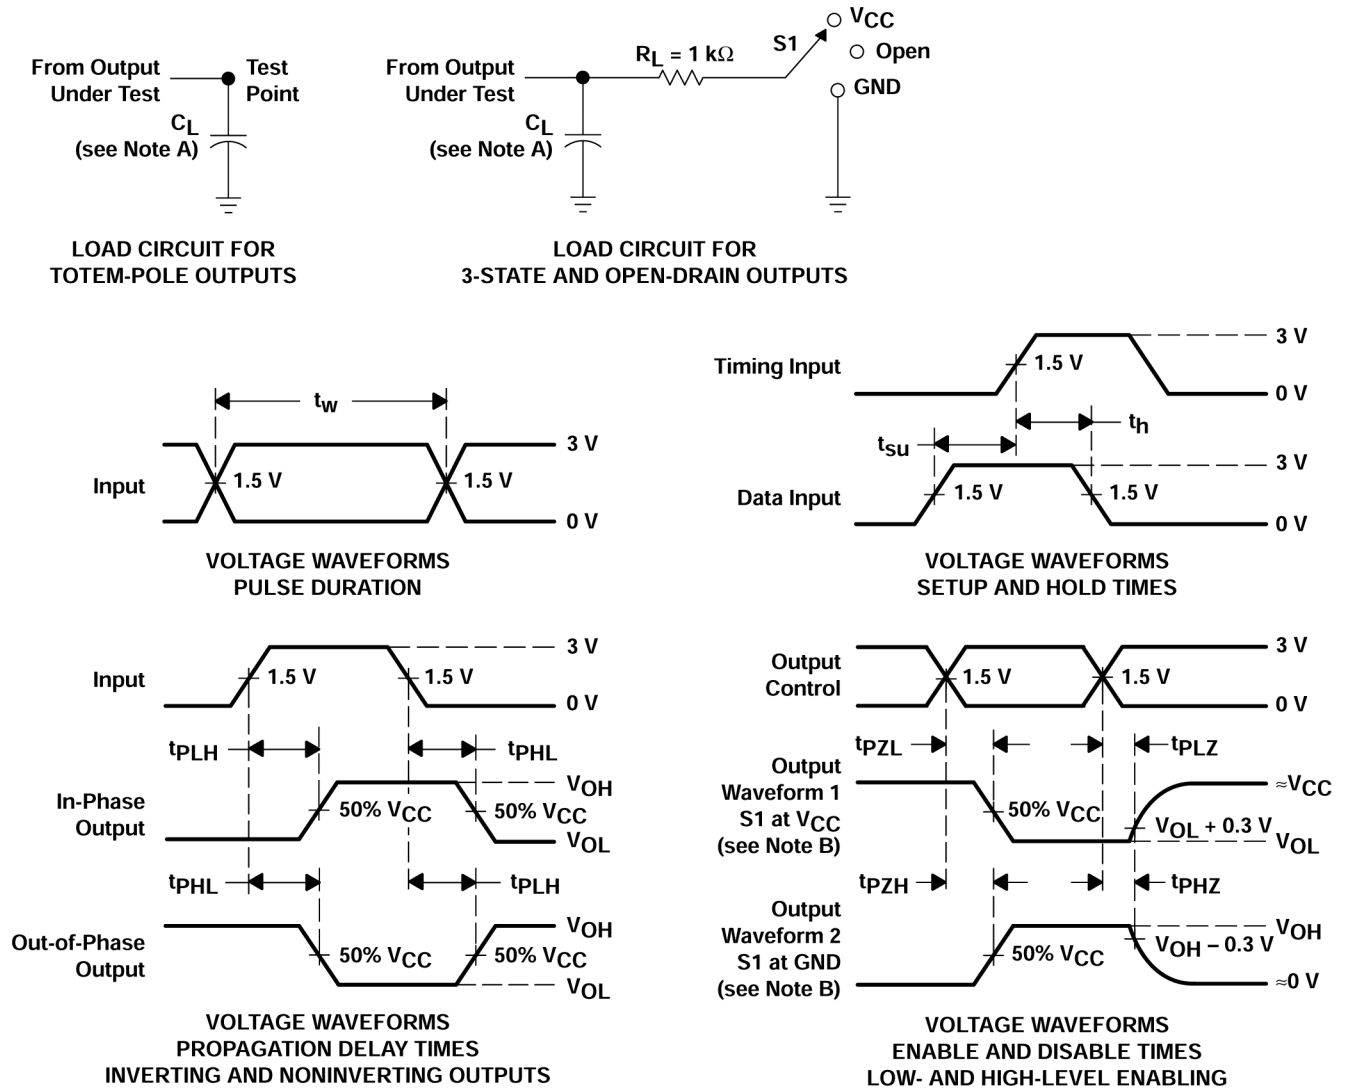 From Output
Under Test
Test
Point
CL
(see Note A)
LOAD CIRCUIT FOR
TOTEM-POLE OUTPUTS
From Output
Under Test
RL = 1 kΩ
S1
VCC
Open
GND
CL
(see Note A)
LOAD CIRCUIT FOR
3-STATE AND OPEN-DRAIN OUTPUTS
tw
Input
1.5 V
1.5 V
3 V
0 V
VOLTAGE WAVEFORMS
PULSE DURATION
Timing Input
1.5 V
3 V
0 V
th
tsu
Data Input
1.5 V
1.5 V
3 V
0 V
VOLTAGE WAVEFORMS
SETUP AND HOLD TIMES
Input
1.5 V
1.5 V
3 V
0 V
tPLH
tPHL
In-Phase
Output
50% VCC
50% VCC
VOH
VOL
tPHL
tPLH
Out-of-Phase
Output
50% VCC
50% VCC
VOH
VOL
VOLTAGE WAVEFORMS
PROPAGATION DELAY TIMES
INVERTING AND NONINVERTING OUTPUTS
Output
Control
1.5 V
1.5 V
3 V
0 V
tPZL
tPLZ
Output
Waveform 1
S1 at VCC
(see Note B)
50% VCC
VOL + 0.3 V
≈VCC
VOL
tPZH
tPHZ
Output
Waveform 2
S1 at GND
(see Note B)
50% VCC
VOH – 0.3 V
VOH
≈0 V
VOLTAGE WAVEFORMS
ENABLE AND DISABLE TIMES
LOW- AND HIGH-LEVEL ENABLING